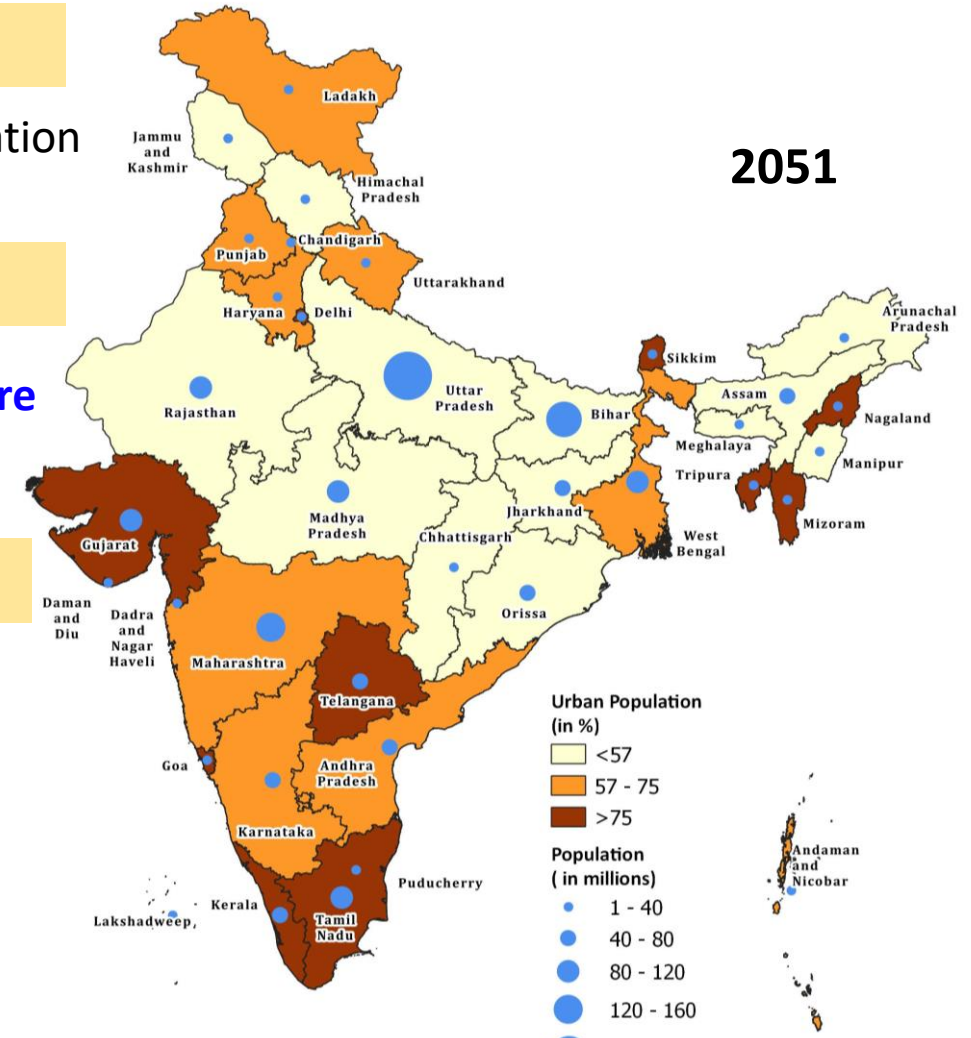 ation
re
2051
Ladakh
Jammu
and
Kashmir
Himachal
Pradesh
Chandigarh
Punjab
Uttarakhand
Haryana
Delhi
Arunachal
Pradesh
Sikkim
Rajasthan
Uttar
Pradesh
Bihar
Assam
Nagaland
Meghalaya
Manipur
Tripura
Mizoram
Gujarat
Madhya
Pradesh
Jharkhand
Chhattisgarh
West
Bengal
Daman
and
Diu
Dadra
and
Nagar
Haveli
Orissa
Maharashtra
Telangana
Goa
Andhra
Pradesh
Karnataka
Puducherry
Kerala
Lakshadweep,
Tamil
Nadu
Andaman
and
Nicobar
Urban Population
(in %)
<57
57 - 75
>75
Population
( in millions)
1 - 40
40 - 80
80 - 120
120 - 160